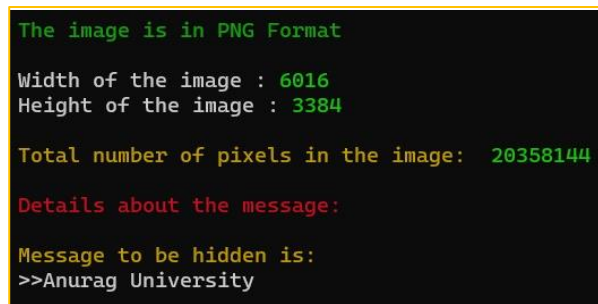 The image is in PNG Format
Width of the image : 6016
Height of the image : 3384
Total number of pixels in the image:  20358144
Details about the message:
Message to be hidden is:
>>Anurag University